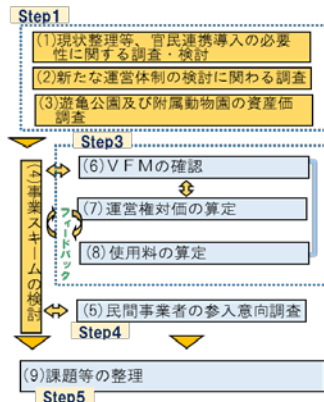 Step1
(1)現状整理等、官民連携導入の必要
性に関する調査・検討
(2)新たな運営体制の検討に関わる調査
(3)遊亀公園及び附属動物園の資産価
調査
Step3
(4)事業スキームの検討
(6)VFMの確認
フィードバック
(7)運営権対価の算定
(8)使用料の算定
(5)民間事業者の参入意向調査
Step4
(9)課題等の整理
Step5